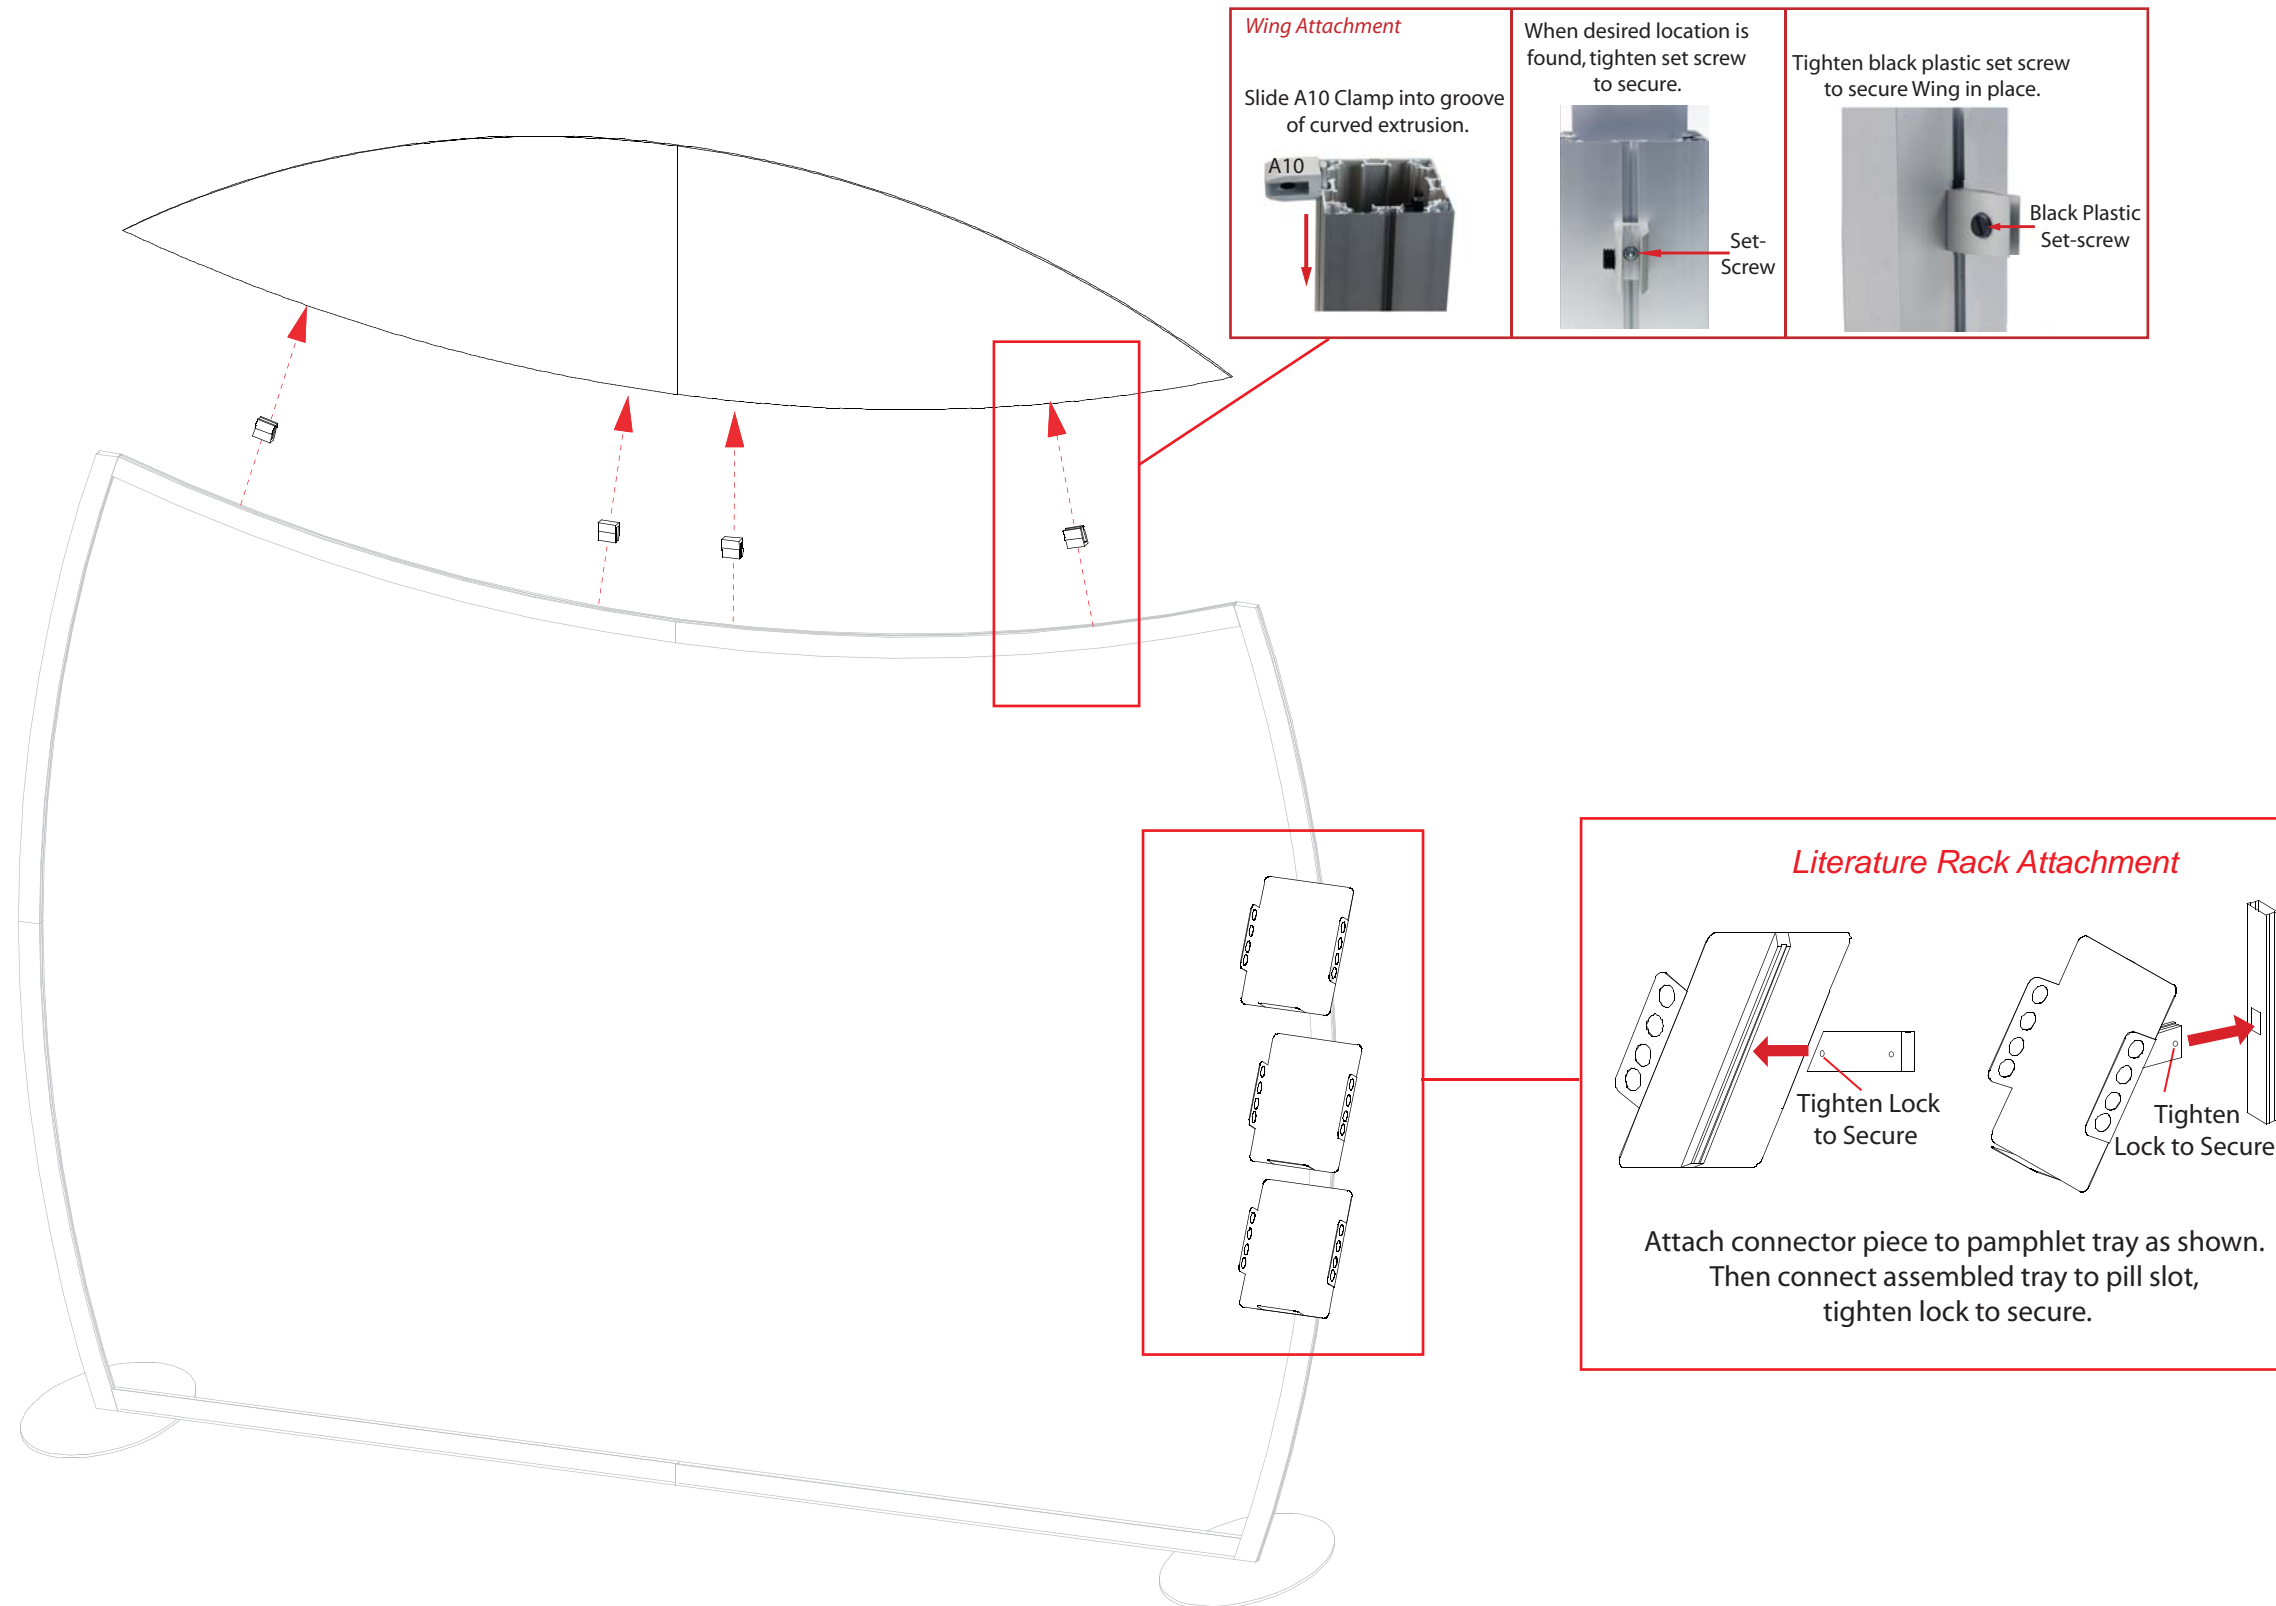 Wing Attachment
Slide A10 Clamp into groove
of curved extrusion.
A10
When desired location is
found, tighten set screw
to secure.
Set-
Screw
Tighten black plastic set screw
to secure Wing in place.
Black Plastic
Set-screw
Literature Rack Attachment
Tighten Lock
to Secure
Tighten
Lock to Secure
Attach connector piece to pamphlet tray as shown.
Then connect assembled tray to pill slot,
tighten lock to secure.